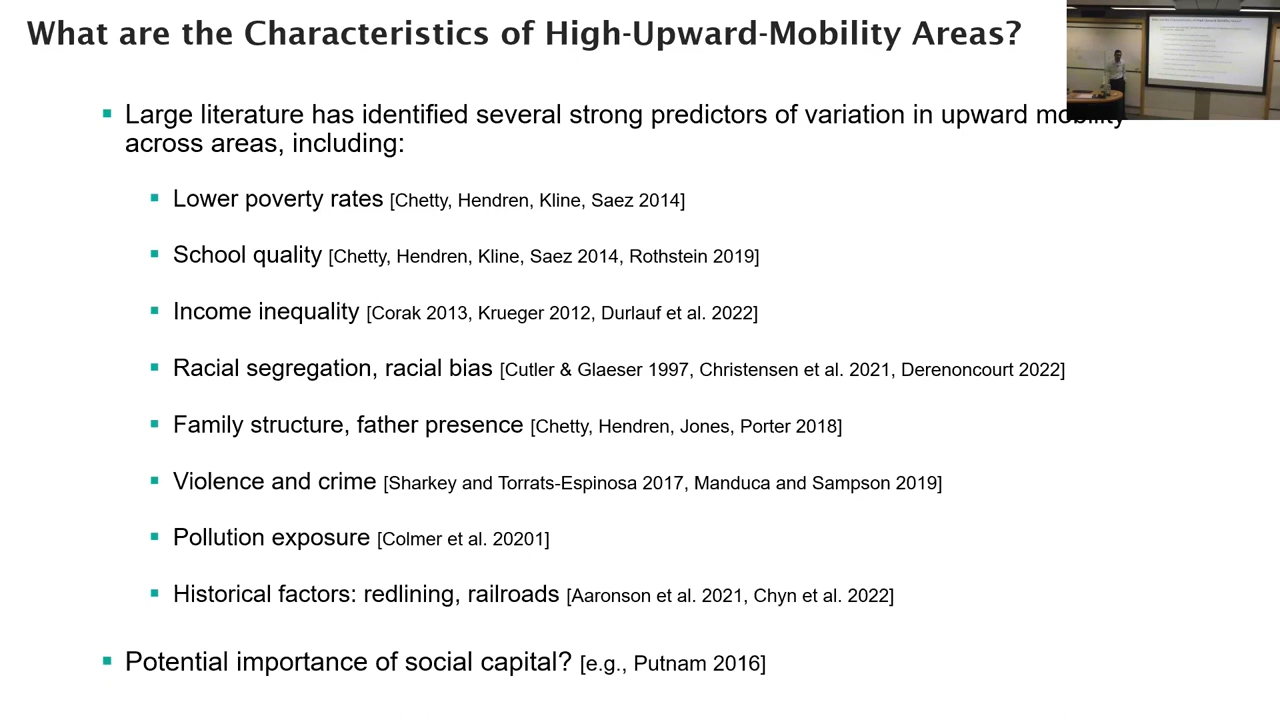 What are the Characteristics of High-Upward-Mobility Areas?
Large literature has identified several strong predictors of variation in upward mobility
across areas, including:
Lower poverty rates [Chetty, Hendren, Kline, Saez 2014]
School quality [Chetty, Hendren, Kline, Saez 2014, Rothstein 2019]
Income inequality [Corak 2013, Krueger 2012, Durlauf et al. 2022]
Racial segregation, racial bias [Cutler & Glaeser 1997, Christensen et al. 2021, Derenoncourt 2022]
Family structure, father presence [Chetty, Hendren, Jones, Porter 2018]
Violence and crime [Sharkey and Torrats-Espinosa 2017, Manduca and Sampson 2019]
Pollution exposure [Colmer et al. 20201]
Historical factors: redlining, railroads [Aaronson et al. 2021, Chyn et al. 2022]
Potential importance of social capital? [e.g., Putnam 2016]